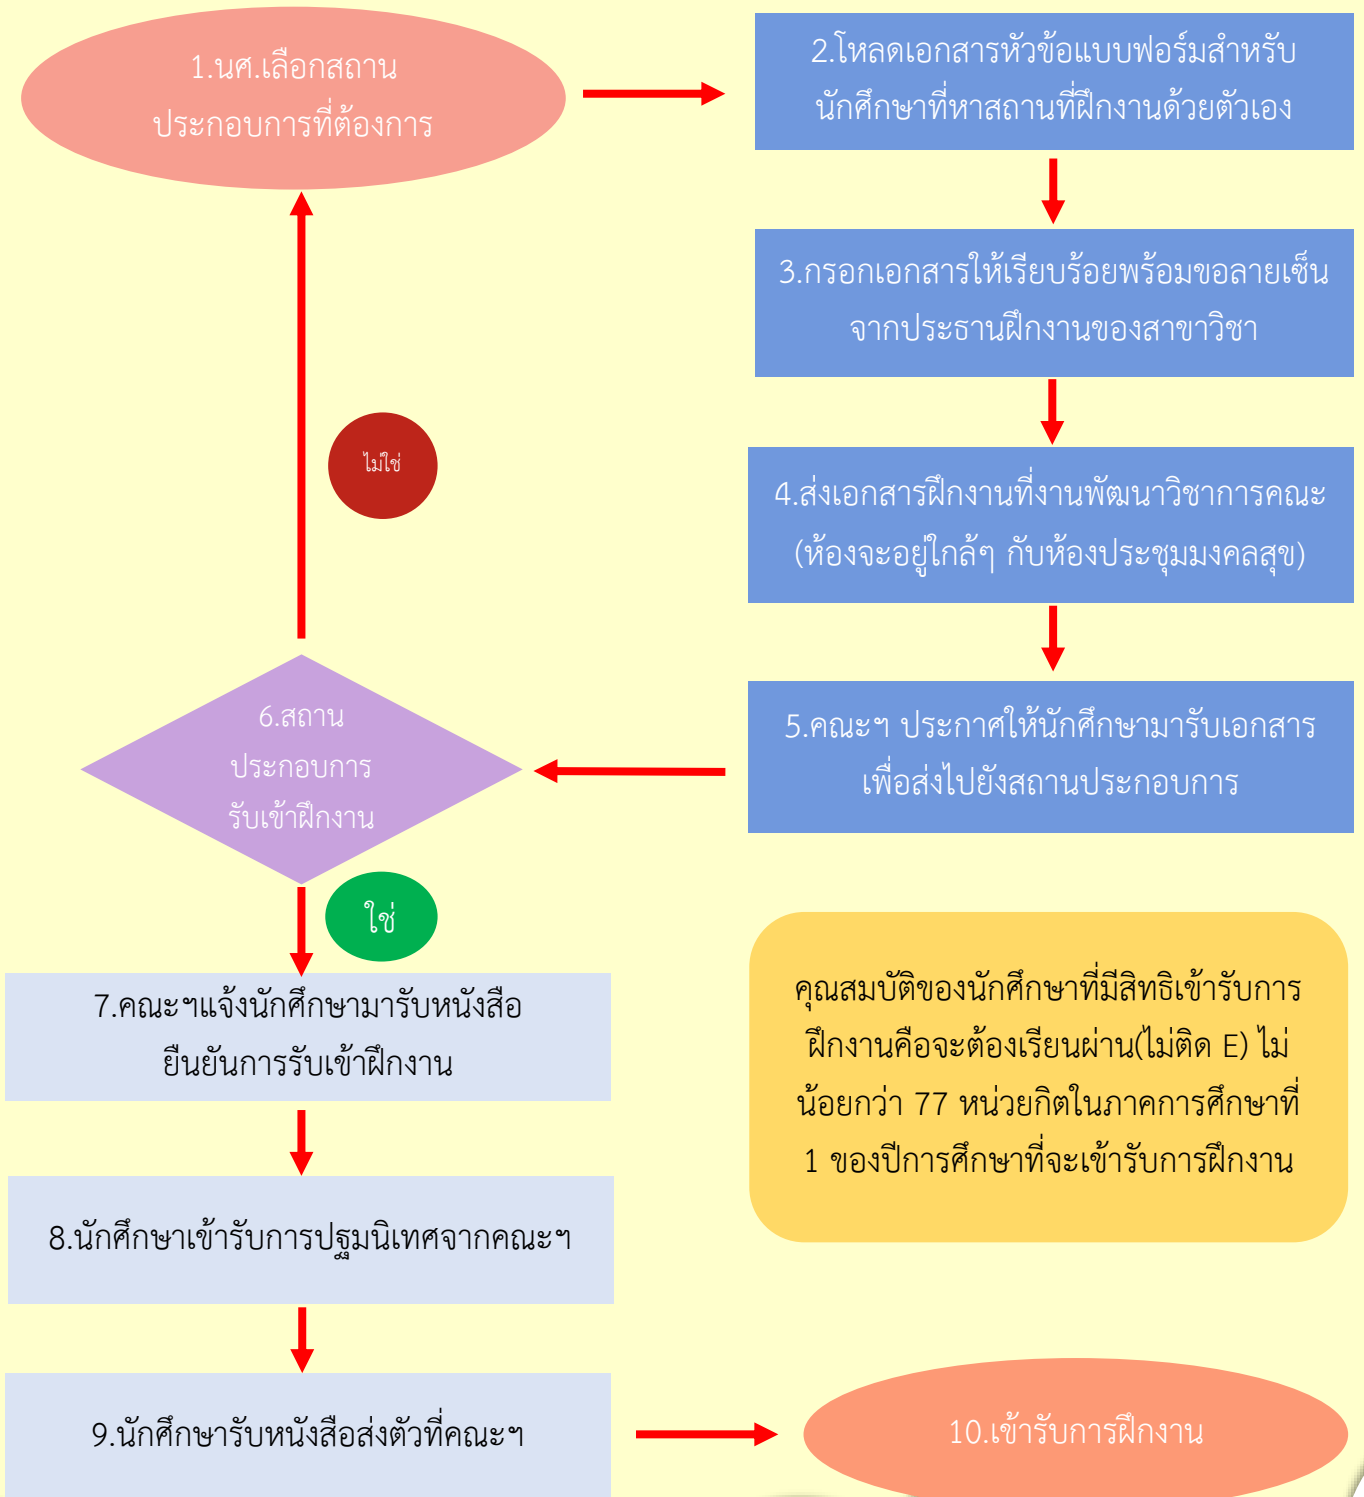 1.นศ.เลือกสถาน
ประกอบการที่ต้องการ
2.โหลดเอกสารหัวข้อแบบฟอร์มสำหรับ
นักศึกษาที่หาสถานที่ฝึกงานด้วยตัวเอง
3.กรอกเอกสารให้เรียบร้อยพร้อมขอลายเซ็น
จากประธานฝึกงานของสาขาวิชา
ไม่ใช่
4.ส่งเอกสารฝึกงานที่งานพัฒนาวิชาการคณะ
(ห้องจะอยู่ใกล้ๆ กับห้องประชุมมงคลสุข)
5.คณะฯ ประกาศให้นักศึกษามารับเอกสาร
เพื่อส่งไปยังสถานประกอบการ
6.สถาน
ประกอบการ
รับเข้าฝึกงาน
ใช่
7.คณะฯแจ้งนักศึกษามารับหนังสือ
ยืนยันการรับเข้าฝึกงาน
คุณสมบัติของนักศึกษาที่มีสิทธิเข้ารับการ
ฝึกงานคือจะต้องเรียนผ่าน(ไม่ติด E) ไม่
น้อยกว่า 77 หน่วยกิตในภาคการศึกษาที่
1 ของปีการศึกษาที่จะเข้ารับการฝึกงาน
8.นักศึกษาเข้ารับการปฐมนิเทศจากคณะฯ
9.นักศึกษารับหนังสือส่งตัวที่คณะฯ
10.เข้ารับการฝึกงาน